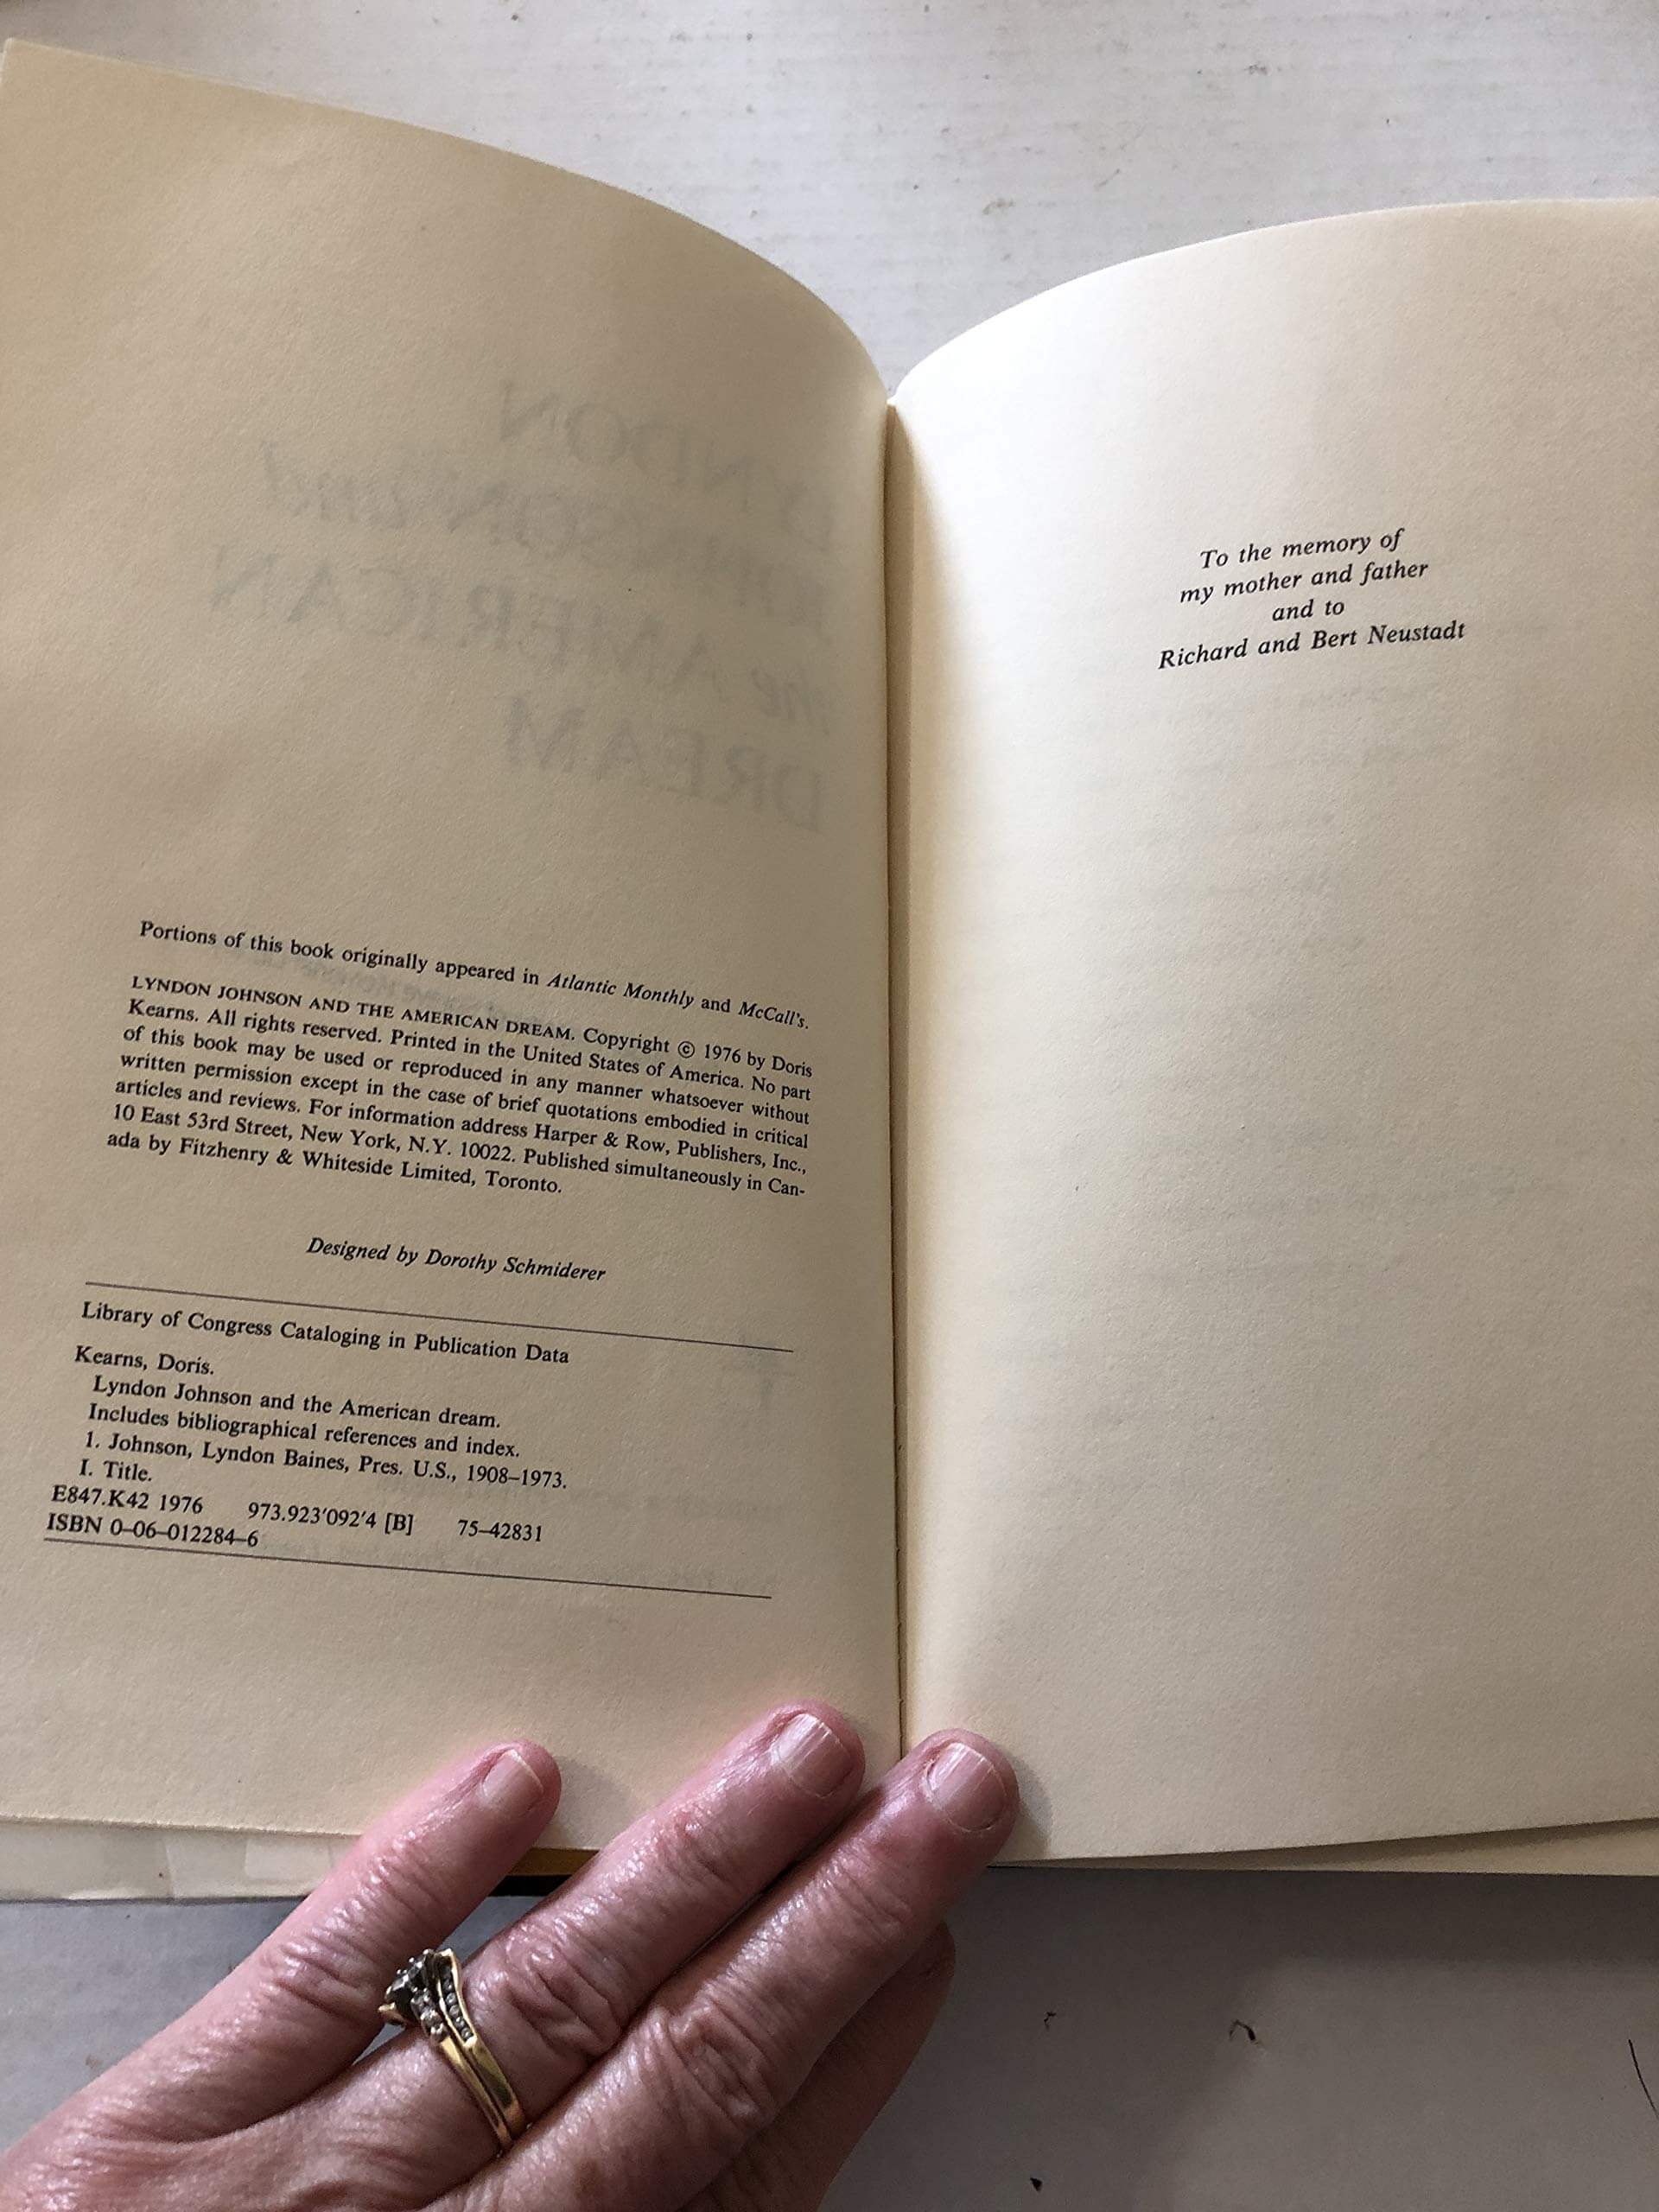 Portions of this book originally appeared in Atlantic Monthly and McCall's.
LYNDON JOHNSON AND THE AMERICAN DREAM. Copyright © 1976 by Doris
Kearns. All rights reserved. Printed in the United States of America. No part
of this book may be used or reproduced in any manner whatsoever without
written permission except in the case of brief quotations embodied in critical
articles and reviews. For information address Harper & Row, Publishers, Inc.,
10 East 53rd Street, New York, N.Y. 10022. Published simultaneously in Can-
ada by Fitzhenry & Whiteside Limited, Toronto.
Designed by Dorothy Schmiderer
Library of Congress Cataloging in Publication Data
Kearns, Doris.
Lyndon Johnson and the American dream.
Includes bibliographical references and index.
1. Johnson, Lyndon Baines, Pres. U.S., 1908–1973.
I. Title.
E847.K42 1976 973.923′092′4 [B] 75–42831
ISBN 0–06–012284–6
To the memory of
my mother and father
and to
Richard and Bert Neustadt